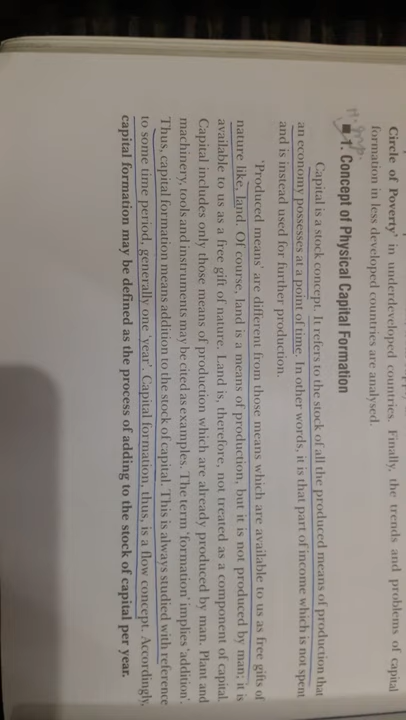 Circle of Poverty' in underdeveloped countries. Finally, the trends and problems of capital
formation in less developed countries are analysed.
■ 1. Concept of Physical Capital Formation
Capital is a stock concept. It refers to the stock of all the produced means of production that
an economy possesses at a point of time. In other words, it is that part of income which is not spent
and is instead used for further production.
'Produced means' are different from those means which are available to us as free gifts of
nature like, land. Of course, land is a means of production, but it is not produced by man; it is
available to us as a free gift of nature. Land is, therefore, not treated as a component of capital.
Capital includes only those means of production which are already produced by man. Plant and
machinery, tools and instruments may be cited as examples. The term 'formation' implies 'addition'.
Thus, capital formation means addition to the stock of capital. This is always studied with reference
to some time period, generally one 'year'. Capital formation, thus, is a flow concept. Accordingly,
capital formation may be defined as the process of adding to the stock of capital per year.